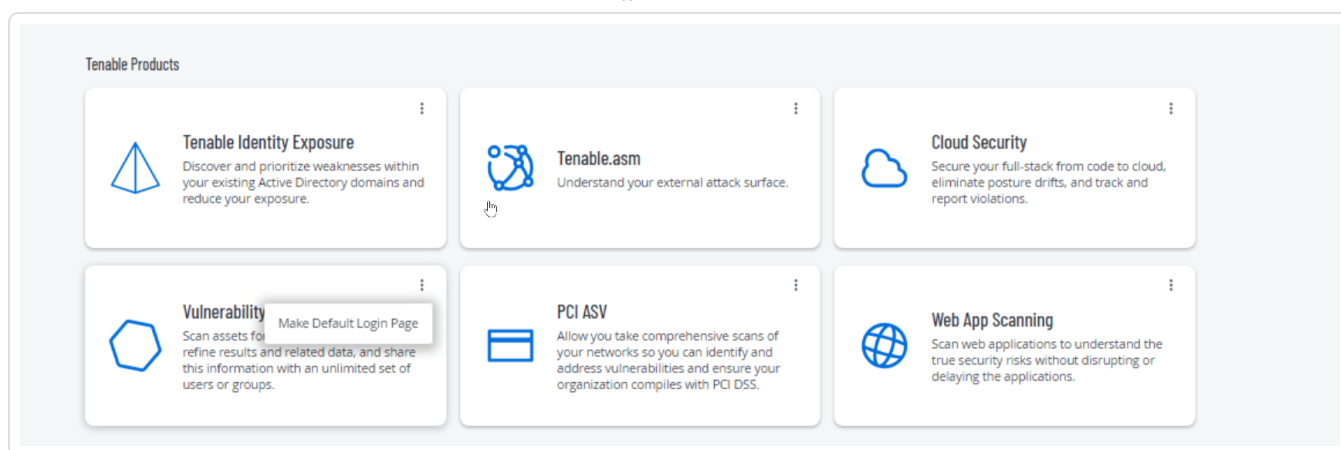 Tenable Products
Tenable Identity Exposure
Discover and prioritize weaknesses within
your existing Active Directory domains and
reduce your exposure.
Tenable.asm
Understand your external attack surface.
Cloud Security
Secure your full-stack from code to cloud,
eliminate posture drifts, and track and
report violations.
Vulnerability
Make Default Login Page
Scan assets fo
refine results and related data, and share
this information with an unlimited set of
users or groups.
PCI ASV
Allow you take comprehensive scans of
your networks so you can identify and
address vulnerabilities and ensure your
organization compiles with PCI DSS.
Web App Scanning
Scan web applications to understand the
true security risks without disrupting or
delaying the applications.